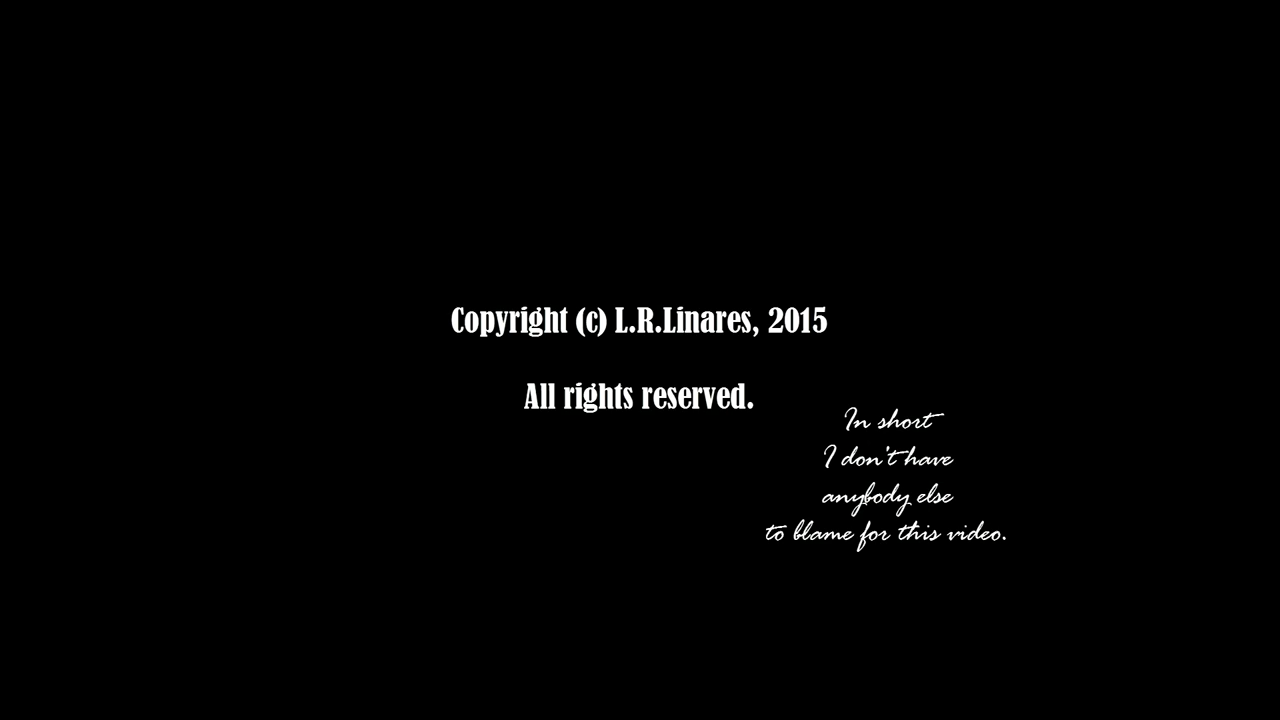 Copyright (c) L.R.Linares, 2015
All rights reserved.
In short
I don't have
anybody else
to blame for this video.